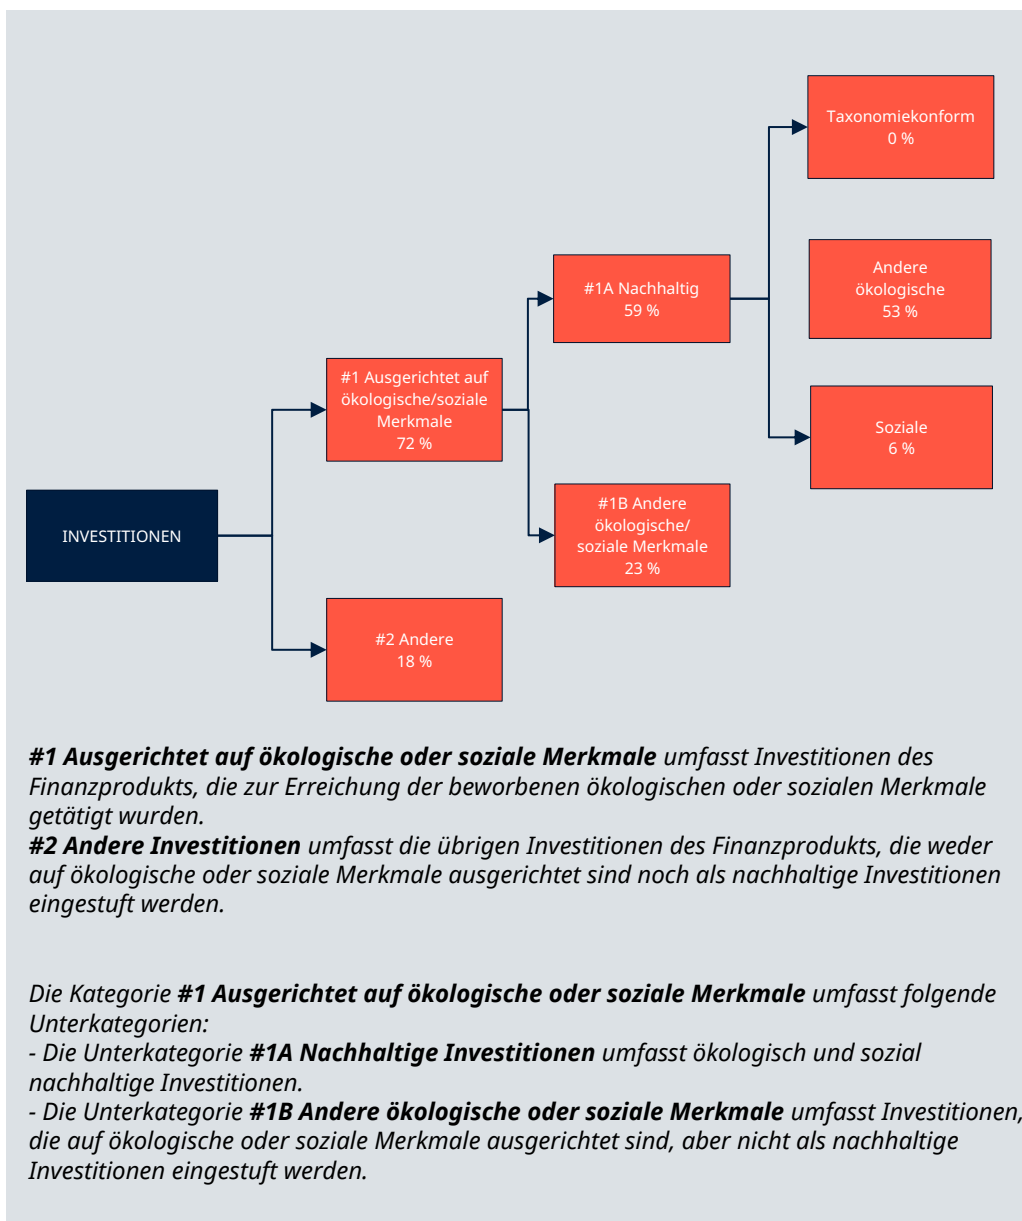 Taxonomiekonform
0 %
Andere
ökologische
53 %
#1A Nachhaltig
59 %
#1 Ausgerichtet auf
ökologische/soziale
Merkmale
72 %
Soziale
6 %
#1B Andere
ökologische/
soziale Merkmale
23 %
INVESTITIONEN
#2 Andere
18 %
#1 Ausgerichtet auf ökologische oder soziale Merkmale umfasst Investitionen des
Finanzprodukts, die zur Erreichung der beworbenen ökologischen oder sozialen Merkmale
getätigt wurden.
#2 Andere Investitionen umfasst die übrigen Investitionen des Finanzprodukts, die weder
auf ökologische oder soziale Merkmale ausgerichtet sind noch als nachhaltige Investitionen
eingestuft werden.
Die Kategorie #1 Ausgerichtet auf ökologische oder soziale Merkmale umfasst folgende
Unterkategorien:
- Die Unterkategorie #1A Nachhaltige Investitionen umfasst ökologisch und sozial
nachhaltige Investitionen.
- Die Unterkategorie #1B Andere ökologische oder soziale Merkmale umfasst Investitionen,
die auf ökologische oder soziale Merkmale ausgerichtet sind, aber nicht als nachhaltige
Investitionen eingestuft werden.